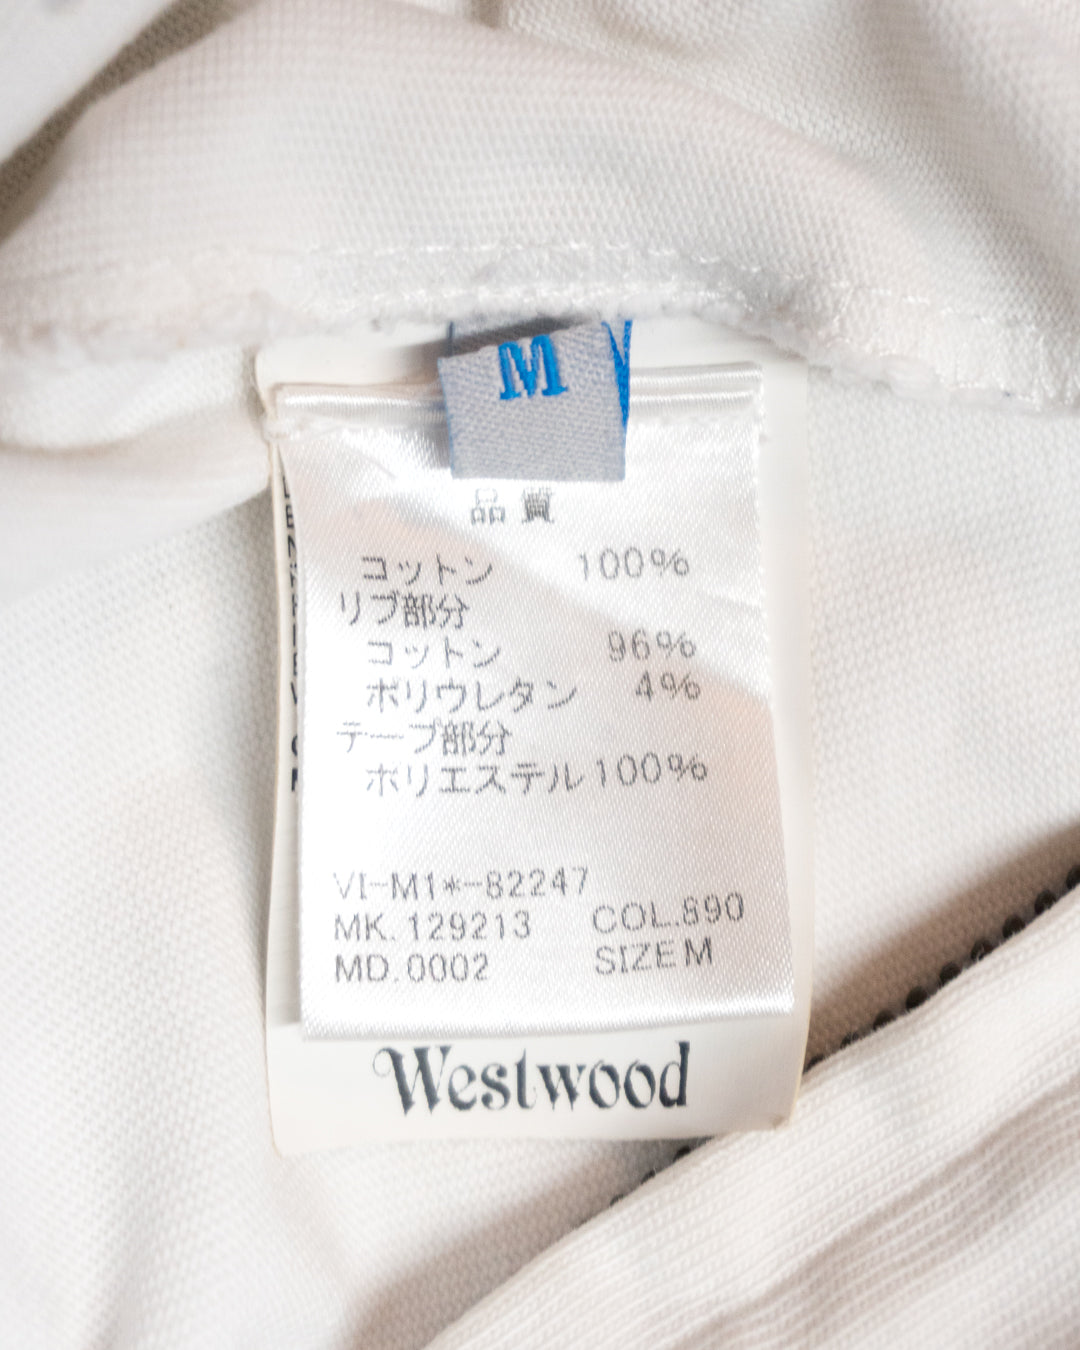 M
品質
コットン 100%
リブ部分
コットン 96%
ポリウレタン 4%
テープ部分
ポリエステル100%
VI-M1*-82247
MK.129213 COL.890
MD.0002 SIZE M
Westwood